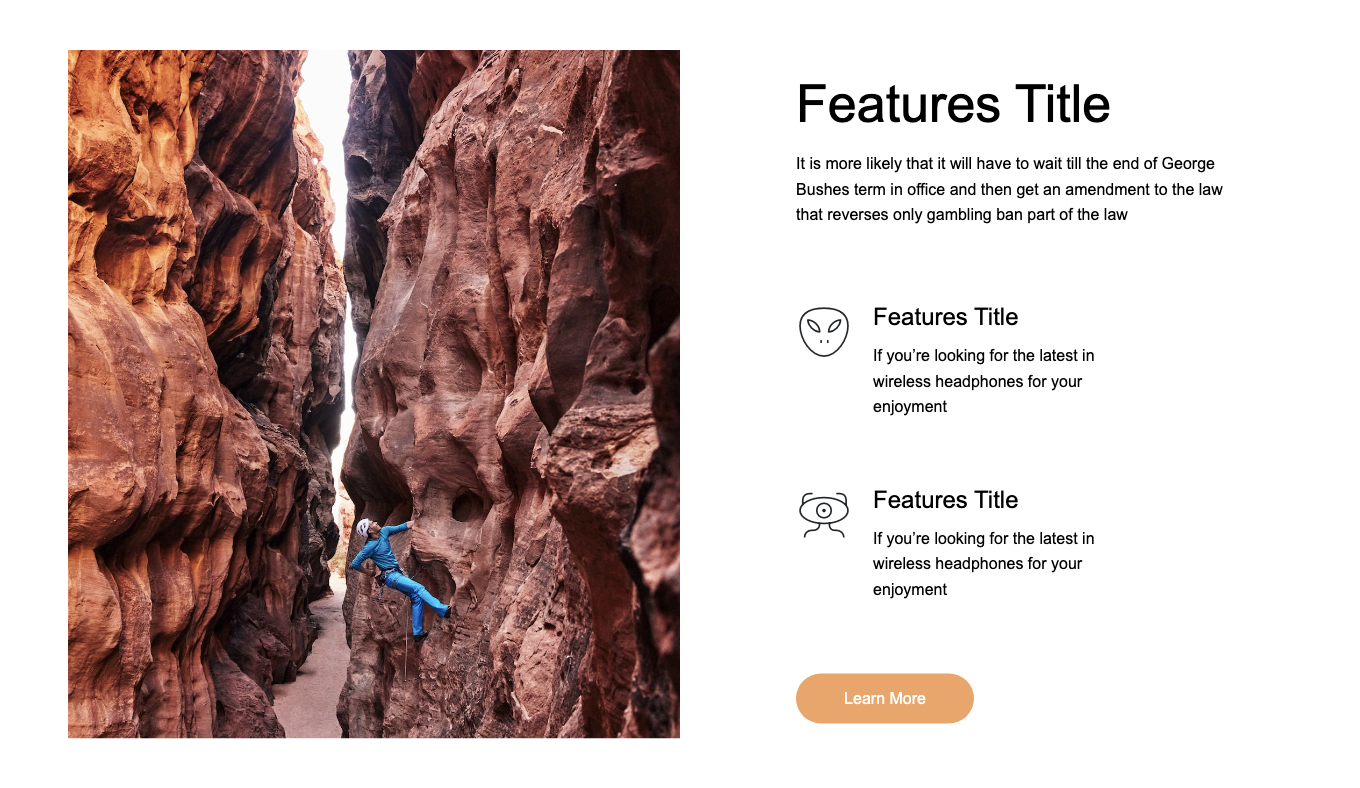 Features Title
It is more likely that it will have to wait till the end of George
Bushes term in office and then get an amendment to the law
that reverses only gambling ban part of the law
Features Title
If you’re looking for the latest in
wireless headphones for your
enjoyment
Features Title
If you’re looking for the latest in
wireless headphones for your
enjoyment
Learn More